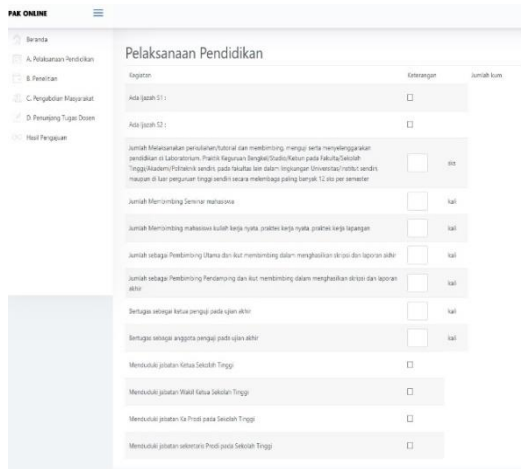 PAK ONLINE
Beranda
A. Pelaksanaan Pendidikan
B. Penelitian
C. Pengabdian Masyarakat
D. Penunjang Tugas Dosen
Hasil Pengajuan
Pelaksanaan Pendidikan
Kegiatan Keterangan Jumlah kum
Ada Ijazah S1 :
Ada Ijazah S2 :
Jumlah Melaksanakan perkuliahan/tutorial dan membimbing, menguji serta menyelenggarakan
pendidikan di Laboratorium, Praktik Keguruan Bengkel/Studio/Kebun pada Fakulta/Sekolah
Tinggi/Akademi/Politeknik sendiri, pada fakultas lain dalam lingkungan Universitas/Institut sendiri,
maupun di luar perguruan tinggi sendiri secara melembaga paling banyak 12 sks per semester
sks
Jumlah Membimbing Seminar mahasiswa kali
Jumlah Membimbing mahasiswa kuliah kerja nyata, praktek kerja nyata, praktek kerja lapangan kali
Jumlah sebagai Pembimbing Utama dan ikut membimbing dalam menghasilkan skripsi dan laporan akhir kali
Jumlah sebagai Pembimbing Pendamping dan ikut membimbing dalam menghasilkan skripsi dan laporan
akhir
kali
Bertugas sebagai ketua penguji pada ujian akhir kali
Bertugas sebagai anggota penguji pada ujian akhir kali
Menduduki jabatan Ketua Sekolah Tinggi
Menduduki jabatan Wakil Ketua Sekolah Tinggi
Menduduki jabatan Ka Prodi pada Sekolah Tinggi
Menduduki jabatan sekretaris Prodi pada Sekolah Tinggi